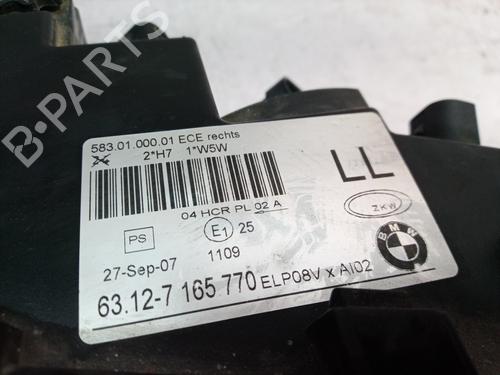 B-PARTS
583.01.000.01 ECE rechts
2*H7 1*W5W
LL
04 HCR PL 02 A
ZKW
PS
E1 25
1109
BMW
27-Sep-07
63.12-7 165 770 ELP08V x AI02